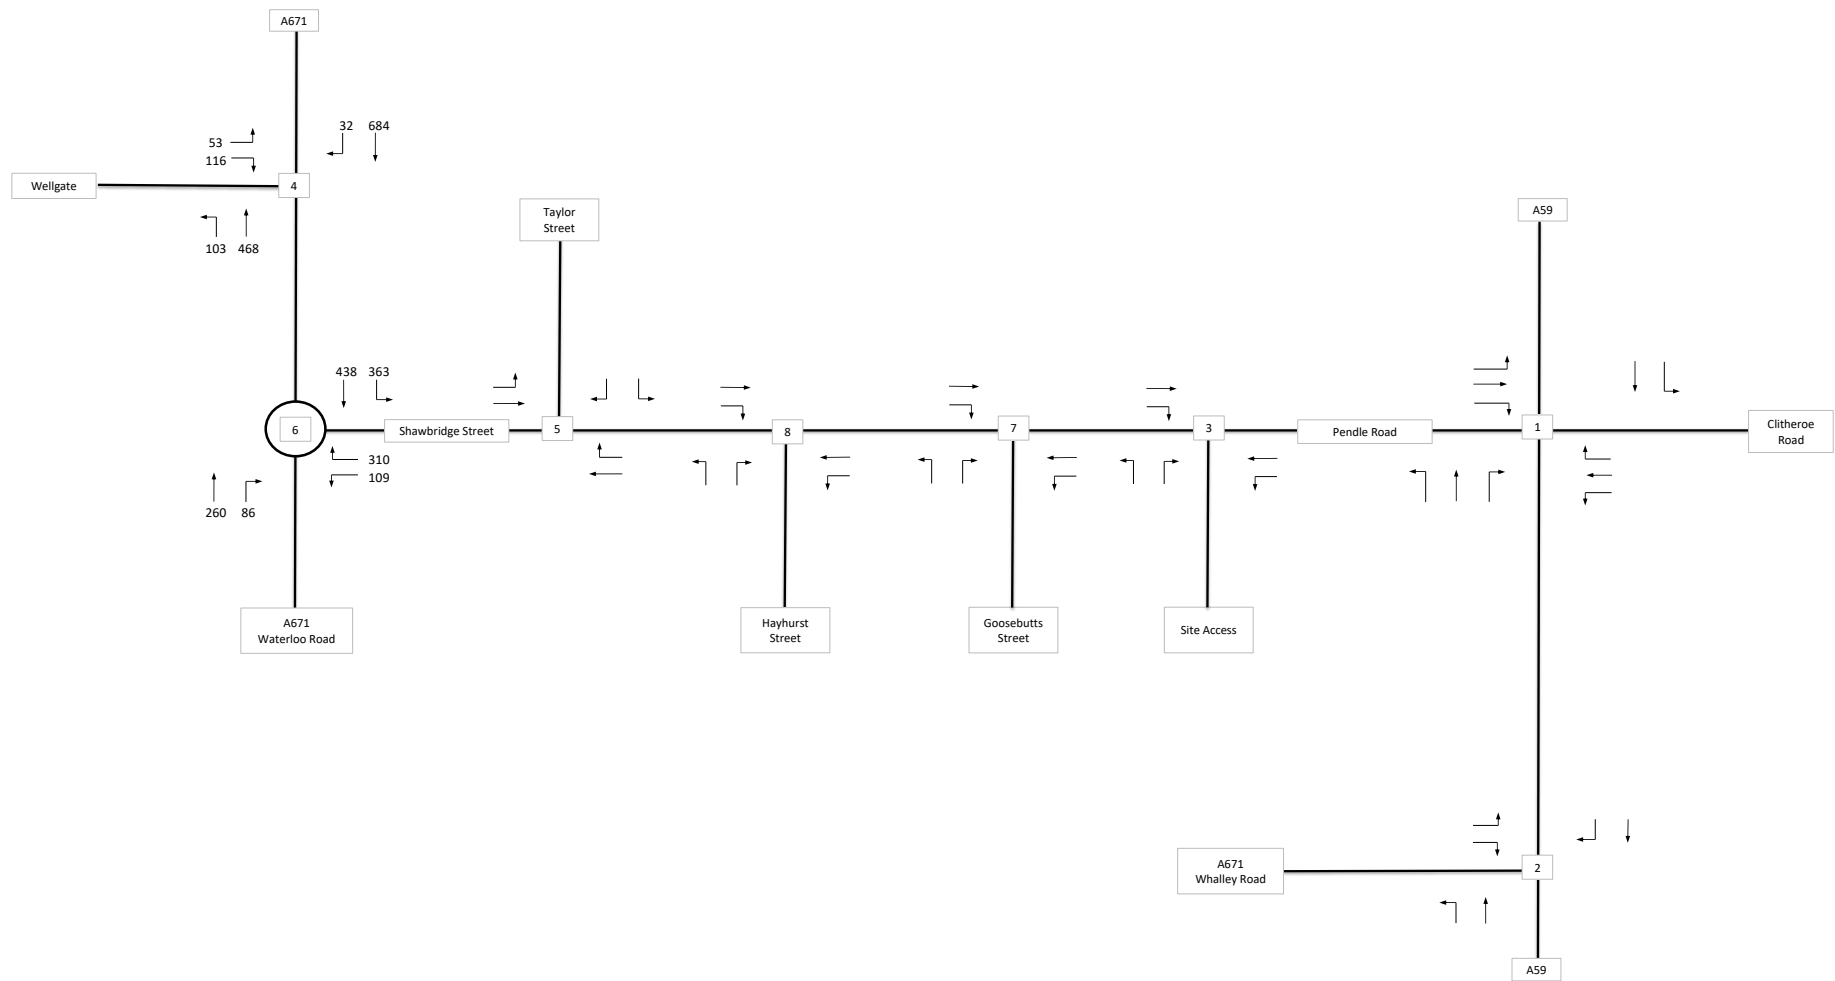 A671
32 684
53
116
Wellgate
4
103 468
Taylor
Street
A59
438 363
6
Shawbridge Street
5
8
7
3
Pendle Road
1
Clitheroe
Road
310
109
260 86
A671
Waterloo Road
Hayhurst
Street
Goosebutts
Street
Site Access
A671
Whalley Road
2
A59